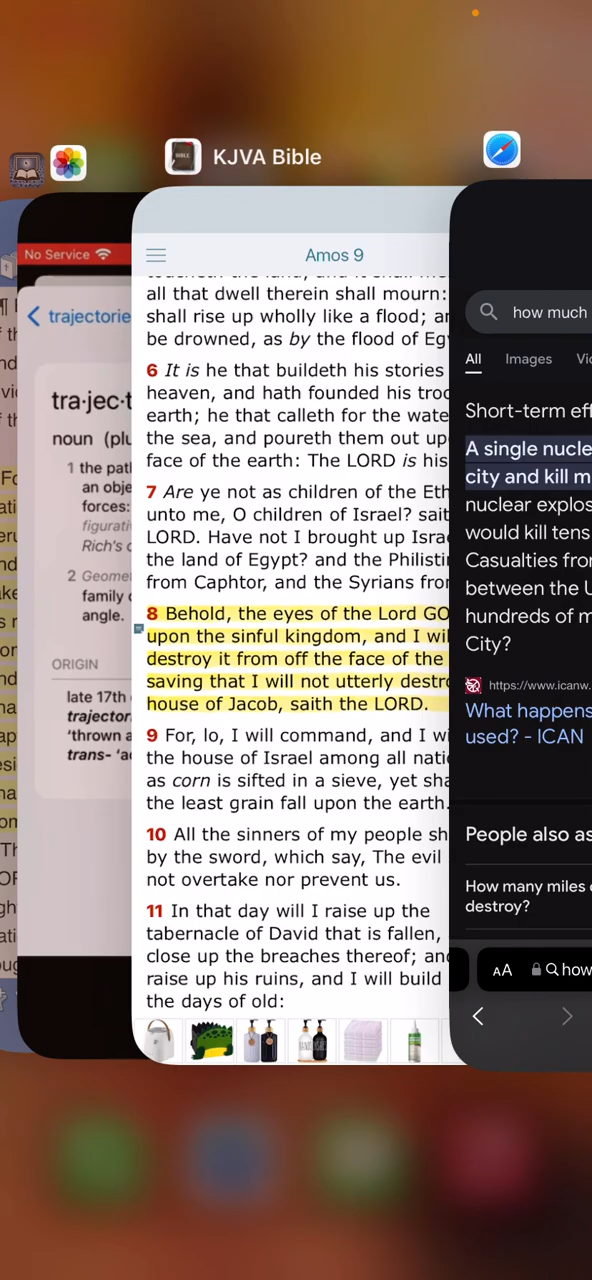 KJVA Bible
No Service
trajectorie
tra·jec·t
noun (plu
1 the pat
an obje
forces:
figurativ
Rich's c
2 Geome
family c
angle.
ORIGIN
late 17th
trajector
'thrown a
trans- 'a
Amos 9
all that dwell therein shall mourn:
shall rise up wholly like a flood; a
be drowned, as by the flood of Eg
6 It is he that buildeth his stories
heaven, and hath founded his troo
earth; he that calleth for the wate
the sea, and poureth them out up
face of the earth: The LORD is his
7 Are ye not as children of the Eth
unto me, O children of Israel? sait
LORD. Have not I brought up Isra
the land of Egypt? and the Philisti
from Caphtor, and the Syrians fro
8 Behold, the eyes of the Lord GO
upon the sinful kingdom, and I wi
destroy it from off the face of the
saving that I will not utterly destr
house of Jacob, saith the LORD.
9 For, lo, I will command, and I w
the house of Israel among all nati
as corn is sifted in a sieve, yet sha
the least grain fall upon the earth.
10 All the sinners of my people sh
by the sword, which say, The evil
not overtake nor prevent us.
11 In that day will I raise up the
tabernacle of David that is fallen,
close up the breaches thereof; an
raise up his ruins, and I will build
the days of old:
how much
All Images Vi
Short-term eff
A single nucle
city and kill m
nuclear explos
would kill tens
Casualties fro
between the U
hundreds of m
City?
https://www.icanw.
What happens
used? - ICAN
People also as
How many miles
destroy?
AA how